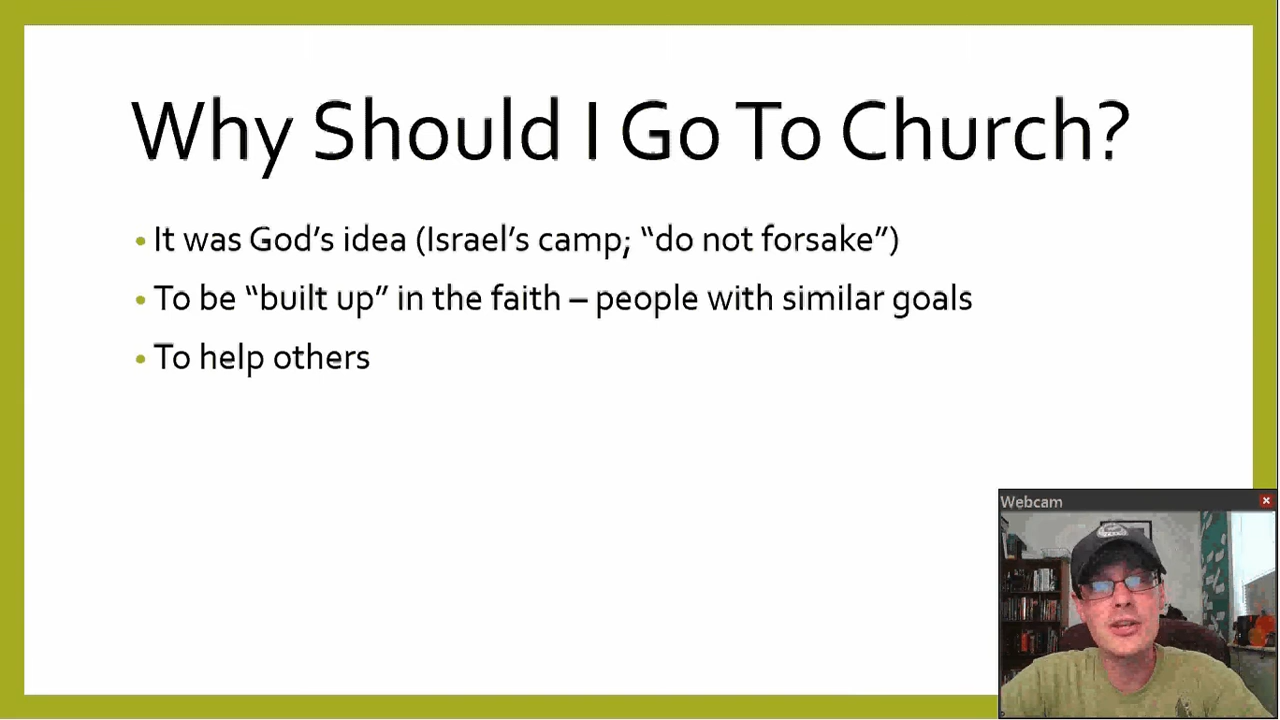 Why Should I Go To Church?
• It was God’s idea (Israel’s camp; “do not forsake”)
• To be “built up” in the faith – people with similar goals
• To help others
Webcam